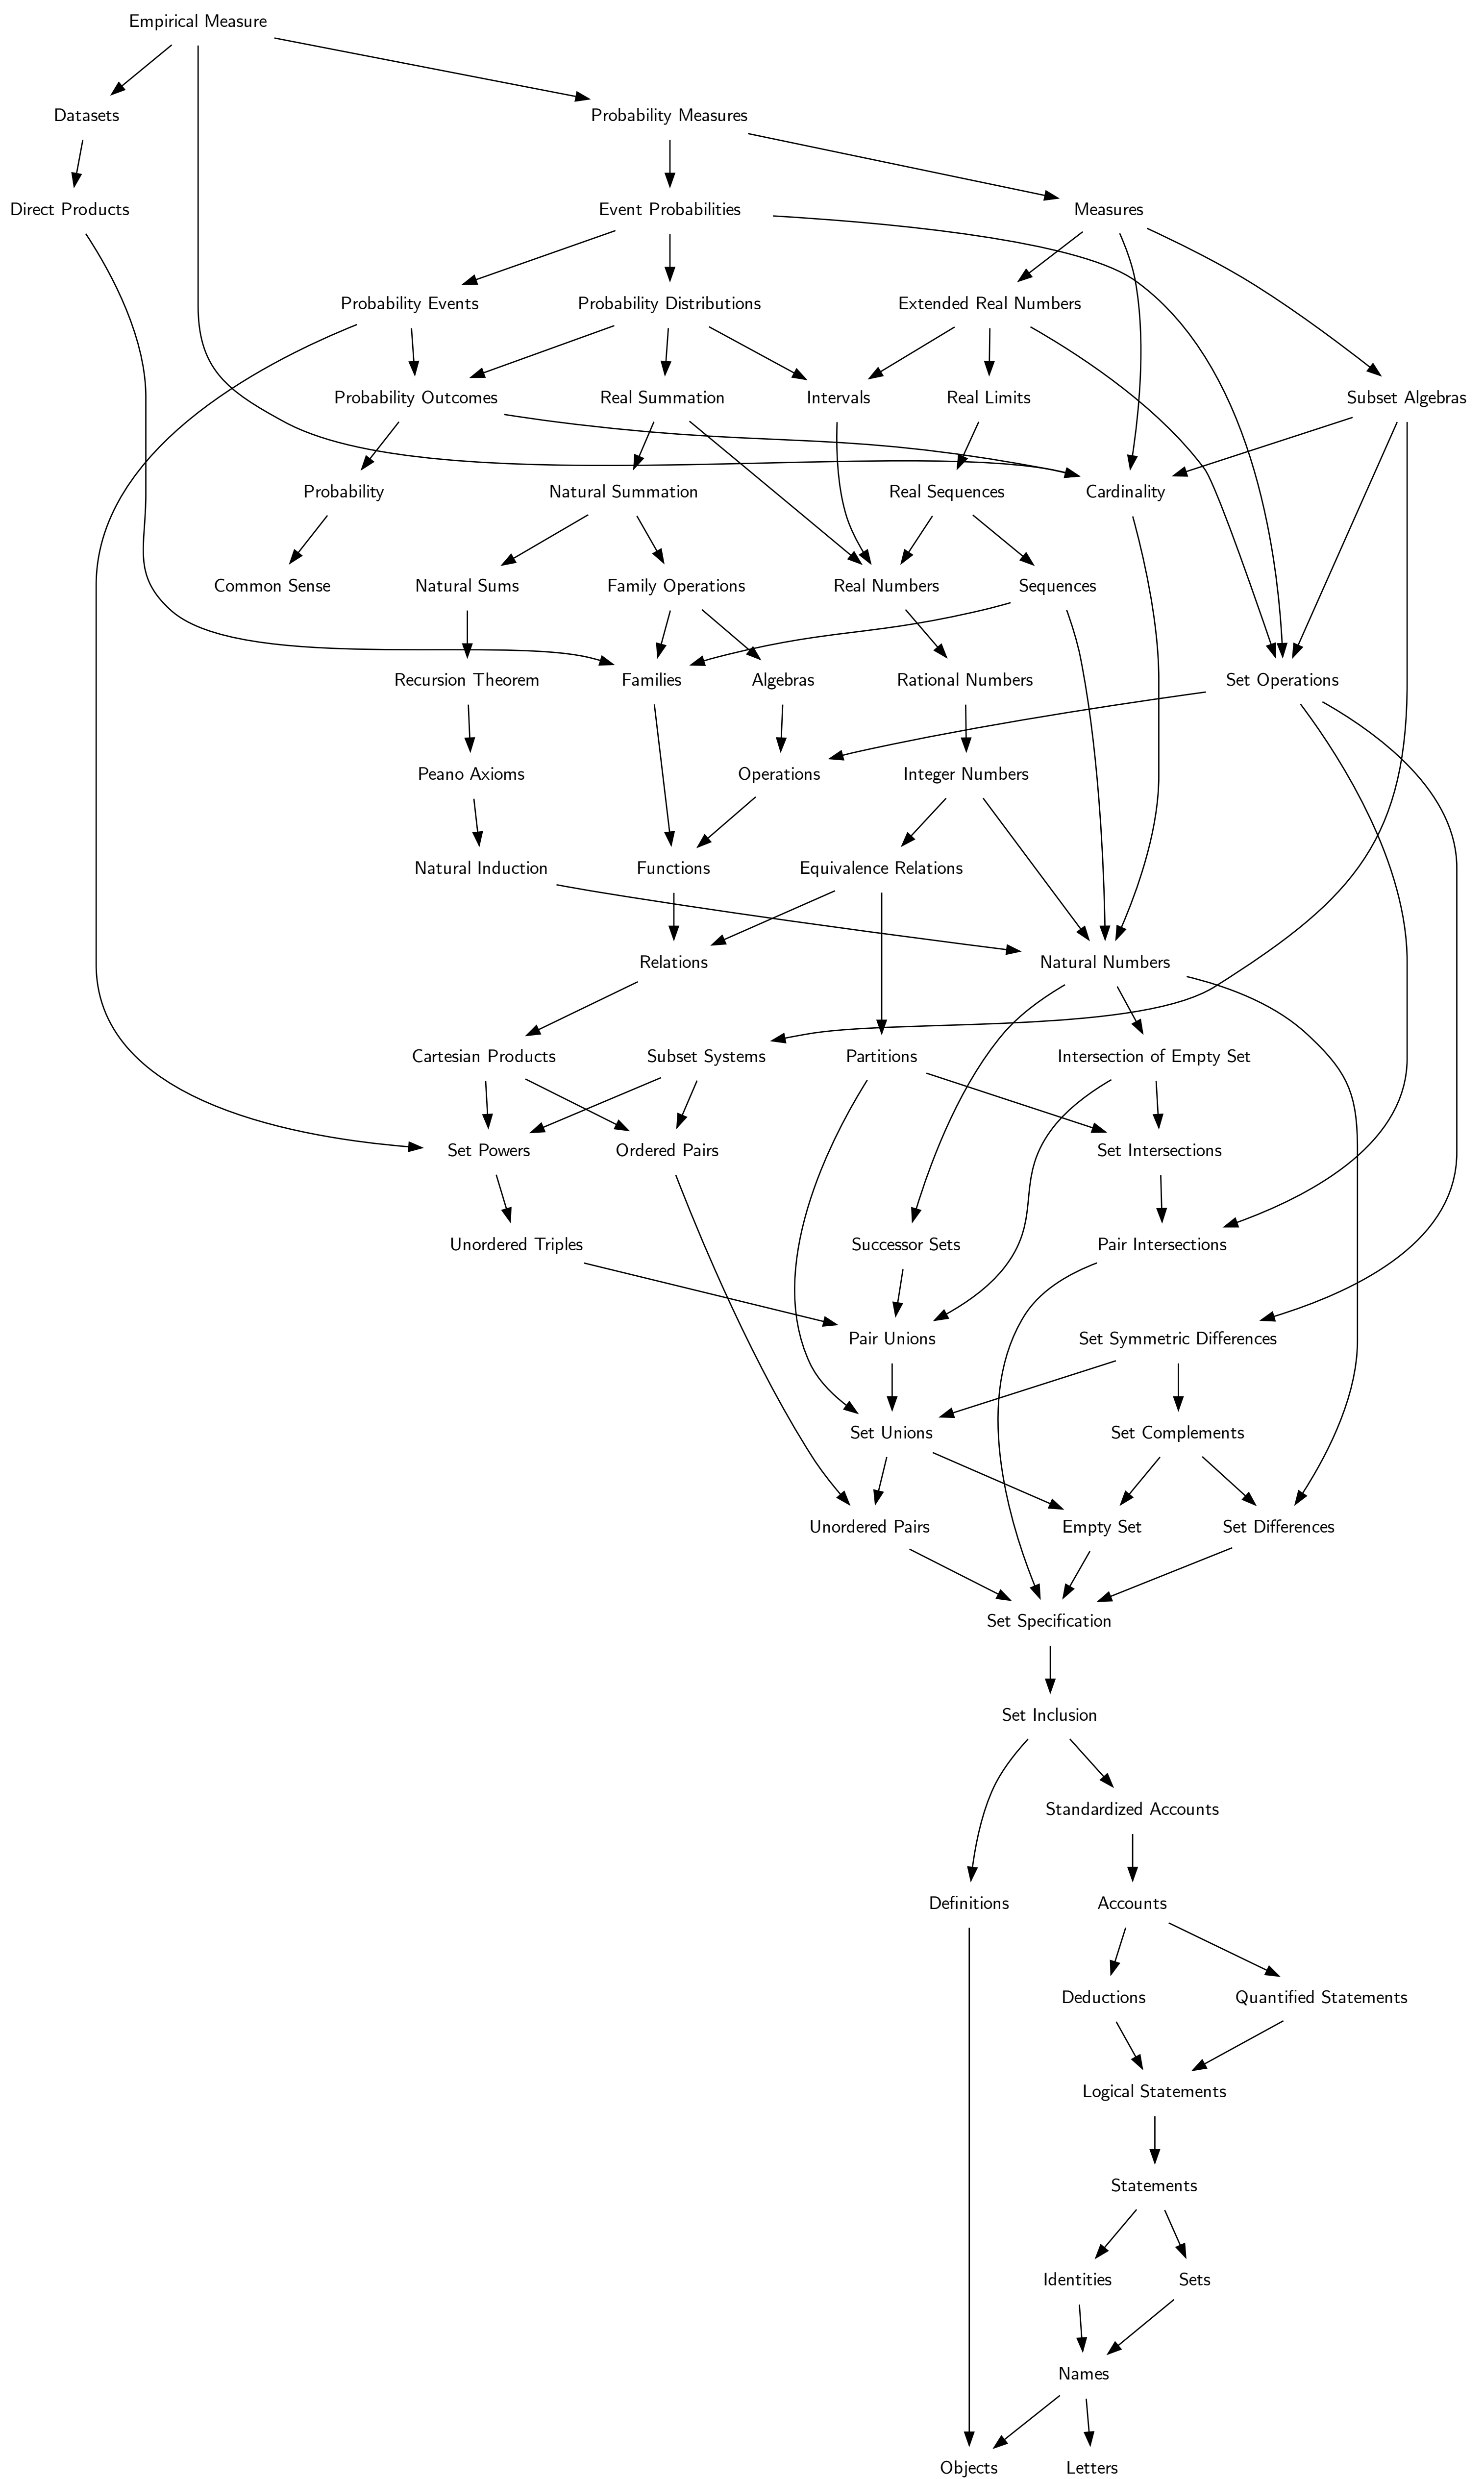 Empirical Measure
Datasets
Probability Measures
Direct Products
Event Probabilities
Measures
Probability Events
Probability Distributions
Extended Real Numbers
Probability Outcomes
Real Summation
Intervals
Real Limits
Subset Algebras
Probability
Natural Summation
Real Sequences
Cardinality
Common Sense
Natural Sums
Family Operations
Real Numbers
Sequences
Recursion Theorem
Families
Algebras
Rational Numbers
Set Operations
Peano Axioms
Operations
Integer Numbers
Natural Induction
Functions
Equivalence Relations
Relations
Natural Numbers
Cartesian Products
Subset Systems
Partitions
Intersection of Empty Set
Set Powers
Ordered Pairs
Set Intersections
Unordered Triples
Successor Sets
Pair Intersections
Pair Unions
Set Symmetric Differences
Set Unions
Set Complements
Unordered Pairs
Empty Set
Set Differences
Set Specification
Set Inclusion
Standardized Accounts
Definitions
Accounts
Deductions
Quantified Statements
Logical Statements
Statements
Identities
Sets
Names
Objects
Letters